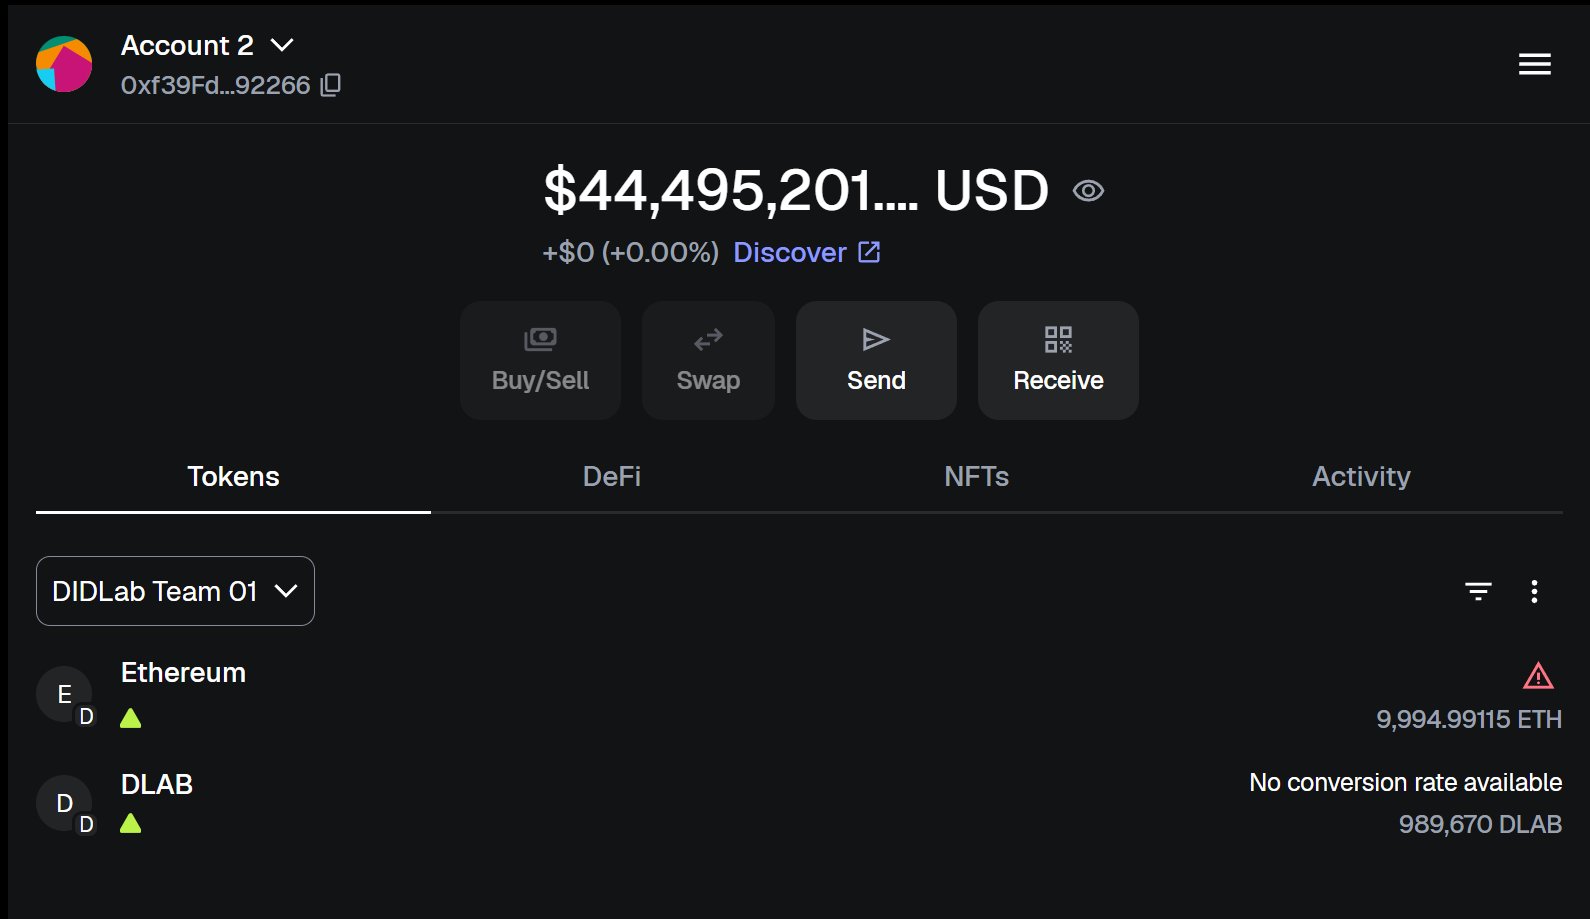 Account 2
0xf39Fd...92266
$44,495,201.... USD
+$0 (+0.00%) Discover
Buy/Sell
Swap
Send
Receive
Tokens
DeFi
NFTs
Activity
DIDLab Team 01
E
D
Ethereum
9,994.99115 ETH
D
D
DLAB
No conversion rate available
989,670 DLAB